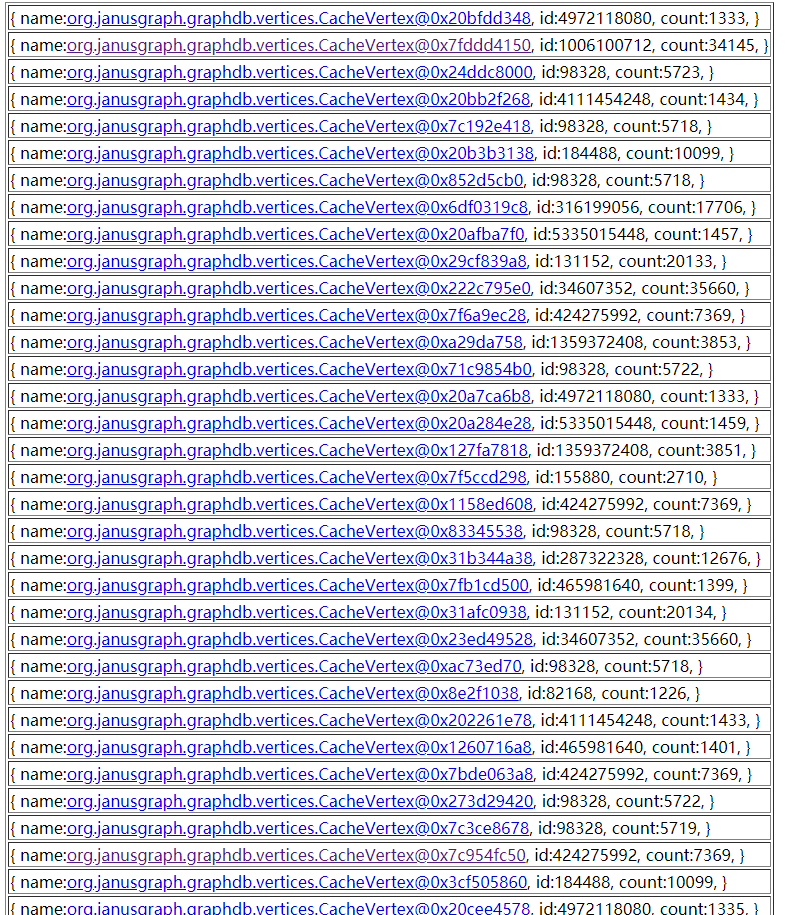 { name:org.janusgraph.graphdb.vertices.CacheVertex@0x20bfdd348, id:4972118080, count:1333, }
{ name:org.janusgraph.graphdb.vertices.CacheVertex@0x7fddd4150, id:1006100712, count:34145, }
{ name:org.janusgraph.graphdb.vertices.CacheVertex@0x24ddc8000, id:98328, count:5723, }
{ name:org.janusgraph.graphdb.vertices.CacheVertex@0x20bb2f268, id:4111454248, count:1434, }
{ name:org.janusgraph.graphdb.vertices.CacheVertex@0x7c192e418, id:98328, count:5718, }
{ name:org.janusgraph.graphdb.vertices.CacheVertex@0x20b3b3138, id:184488, count:10099, }
{ name:org.janusgraph.graphdb.vertices.CacheVertex@0x852d5cb0, id:98328, count:5718, }
{ name:org.janusgraph.graphdb.vertices.CacheVertex@0x6df0319c8, id:316199056, count:17706, }
{ name:org.janusgraph.graphdb.vertices.CacheVertex@0x20afba7f0, id:5335015448, count:1457, }
{ name:org.janusgraph.graphdb.vertices.CacheVertex@0x29cf839a8, id:131152, count:20133, }
{ name:org.janusgraph.graphdb.vertices.CacheVertex@0x222c795e0, id:34607352, count:35660, }
{ name:org.janusgraph.graphdb.vertices.CacheVertex@0x7f6a9ec28, id:424275992, count:7369, }
{ name:org.janusgraph.graphdb.vertices.CacheVertex@0xa29da758, id:1359372408, count:3853, }
{ name:org.janusgraph.graphdb.vertices.CacheVertex@0x71c9854b0, id:98328, count:5722, }
{ name:org.janusgraph.graphdb.vertices.CacheVertex@0x20a7ca6b8, id:4972118080, count:1333, }
{ name:org.janusgraph.graphdb.vertices.CacheVertex@0x20a284e28, id:5335015448, count:1459, }
{ name:org.janusgraph.graphdb.vertices.CacheVertex@0x127fa7818, id:1359372408, count:3851, }
{ name:org.janusgraph.graphdb.vertices.CacheVertex@0x7f5ccd298, id:155880, count:2710, }
{ name:org.janusgraph.graphdb.vertices.CacheVertex@0x1158ed608, id:424275992, count:7369, }
{ name:org.janusgraph.graphdb.vertices.CacheVertex@0x83345538, id:98328, count:5718, }
{ name:org.janusgraph.graphdb.vertices.CacheVertex@0x31b344a38, id:287322328, count:12676, }
{ name:org.janusgraph.graphdb.vertices.CacheVertex@0x7fb1cd500, id:465981640, count:1399, }
{ name:org.janusgraph.graphdb.vertices.CacheVertex@0x31afc0938, id:131152, count:20134, }
{ name:org.janusgraph.graphdb.vertices.CacheVertex@0x23ed49528, id:34607352, count:35660, }
{ name:org.janusgraph.graphdb.vertices.CacheVertex@0xac73ed70, id:98328, count:5718, }
{ name:org.janusgraph.graphdb.vertices.CacheVertex@0x8e2f1038, id:82168, count:1226, }
{ name:org.janusgraph.graphdb.vertices.CacheVertex@0x202261e78, id:4111454248, count:1433, }
{ name:org.janusgraph.graphdb.vertices.CacheVertex@0x1260716a8, id:465981640, count:1401, }
{ name:org.janusgraph.graphdb.vertices.CacheVertex@0x7bde063a8, id:424275992, count:7369, }
{ name:org.janusgraph.graphdb.vertices.CacheVertex@0x273d29420, id:98328, count:5722, }
{ name:org.janusgraph.graphdb.vertices.CacheVertex@0x7c3ce8678, id:98328, count:5719, }
{ name:org.janusgraph.graphdb.vertices.CacheVertex@0x7c954fc50, id:424275992, count:7369, }
{ name:org.janusgraph.graphdb.vertices.CacheVertex@0x3cf505860, id:184488, count:10099, }
{ name:org.janusgraph.graphdb.vertices.CacheVertex@0x20cee4578, id:4972118080, count:1335, }